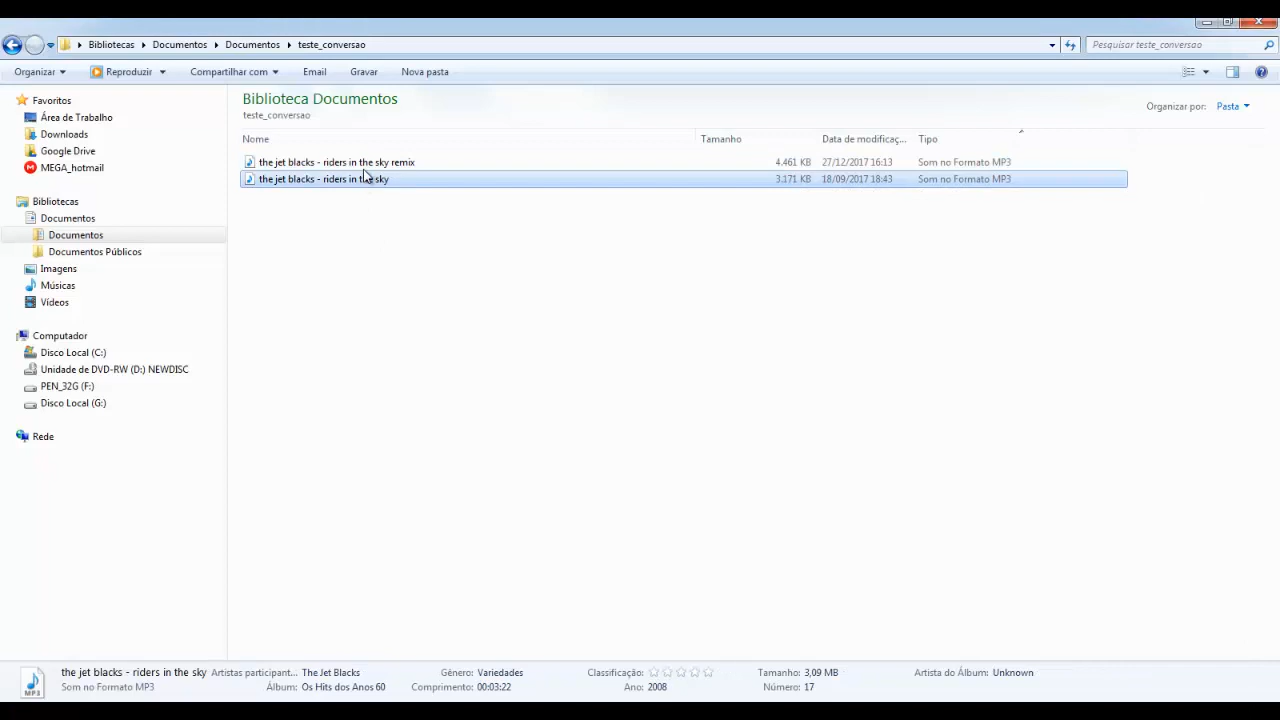 Bibliotecas Documentos Documentos teste_conversao Pesquisar teste_conversao
Organizar Reproduzir Compartilhar com Email Gravar Nova pasta
Favoritos
Área de Trabalho
Downloads
Google Drive
MEGA_hotmail
Bibliotecas
Documentos
Documentos
Documentos Públicos
Imagens
Músicas
Vídeos
Computador
Disco Local (C:)
Unidade de DVD-RW (D:) NEWDISC
PEN_32G (F:)
Disco Local (G:)
Rede
Biblioteca Documentos
teste_conversao
Organizar por: Pasta
Nome Tamanho Data de modificaç... Tipo
the jet blacks - riders in the sky remix 4.461 KB 27/12/2017 16:13 Som no Formato MP3
the jet blacks - riders in the sky 3.171 KB 18/09/2017 18:43 Som no Formato MP3
the jet blacks - riders in the sky Artistas participant... The Jet Blacks Gênero: Variedades Classificação: Tamanho: 3,09 MB Artista do Álbum: Unknown
Som no Formato MP3 Álbum: Os Hits dos Anos 60 Comprimento: 00:03:22 Ano: 2008 Número: 17
MP3